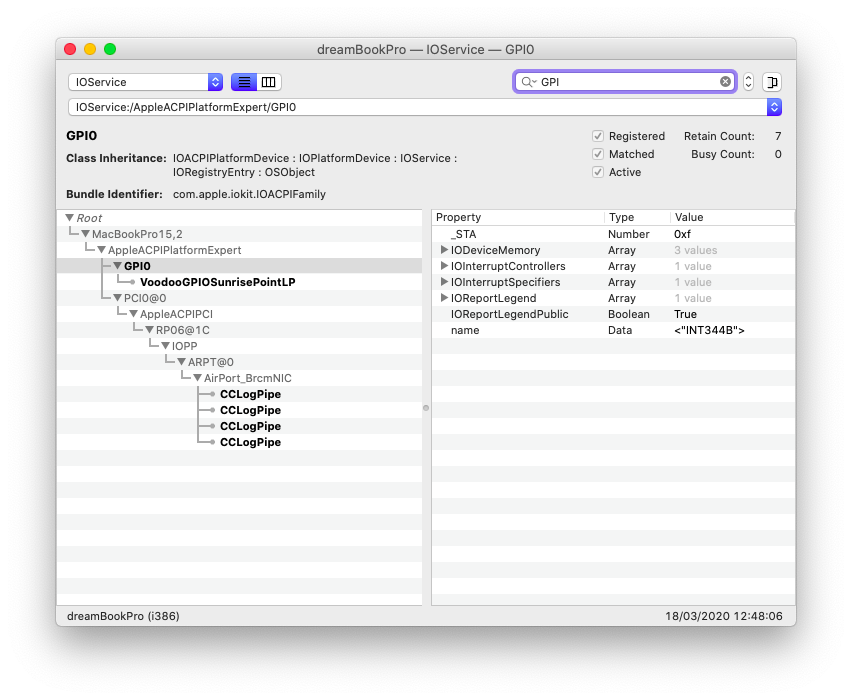 dreamBookPro — IOService — GPI0
IOService
GPI
IOService:/AppleACPIPlatformExpert/GPI0
GPI0
Class Inheritance: IOACPIPlatformDevice : IOPlatformDevice : IOService :
IORegistryEntry : OSObject
Bundle Identifier: com.apple.iokit.IOACPIFamily
Registered Retain Count: 7
Matched Busy Count: 0
Active
Root
MacBookPro15,2
AppleACPIPlatformExpert
GPI0
VoodooGPIOSunrisePointLP
PCI0@0
AppleACPIPCI
RP06@1C
IOPP
ARPT@0
AirPort_BrcmNIC
CCLogPipe
CCLogPipe
CCLogPipe
CCLogPipe
Property Type Value
_STA Number 0xf
IODeviceMemory Array 3 values
IOInterruptControllers Array 1 value
IOInterruptSpecifiers Array 1 value
IOReportLegend Array 1 value
IOReportLegendPublic Boolean True
name Data <"INT344B">
dreamBookPro (i386) 18/03/2020 12:48:06